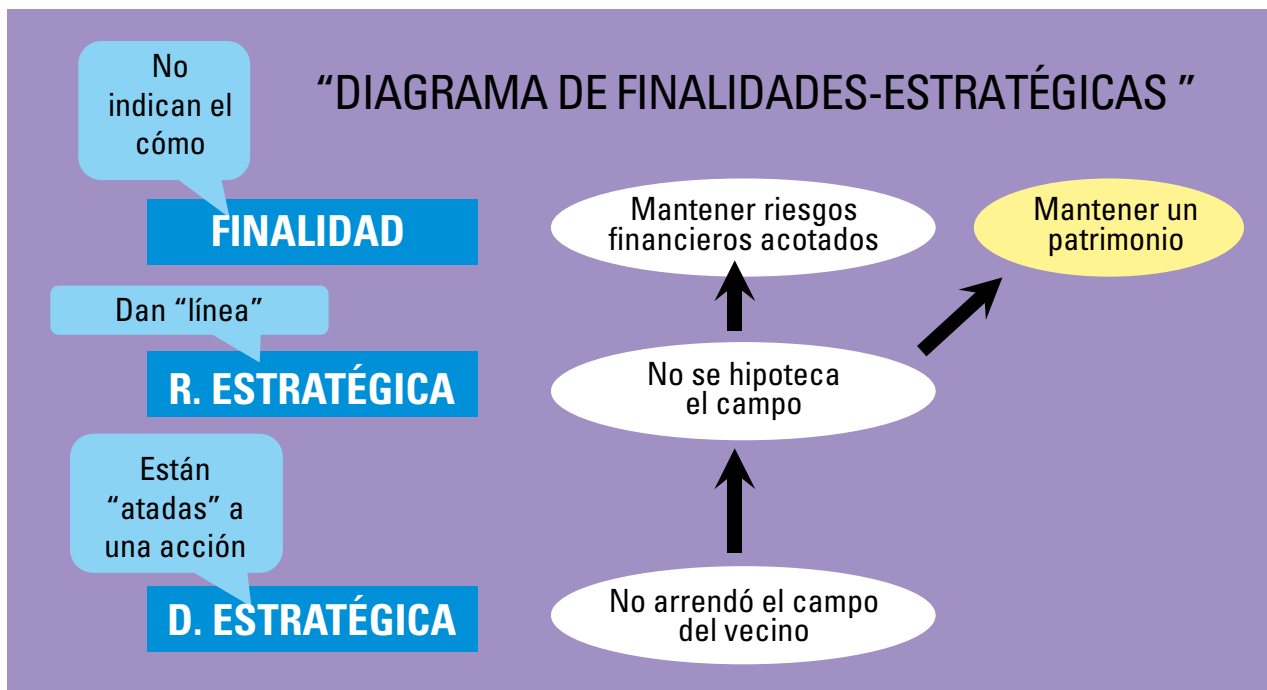 No
indican el
cómo
“DIAGRAMA DE FINALIDADES-ESTRATÉGICAS ”
FINALIDAD
Mantener riesgos
financieros acotados
Mantener un
patrimonio
Dan “línea”
R. ESTRATÉGICA
No se hipoteca
el campo
Están
“atadas” a
una acción
D. ESTRATÉGICA
No arrendó el campo
del vecino